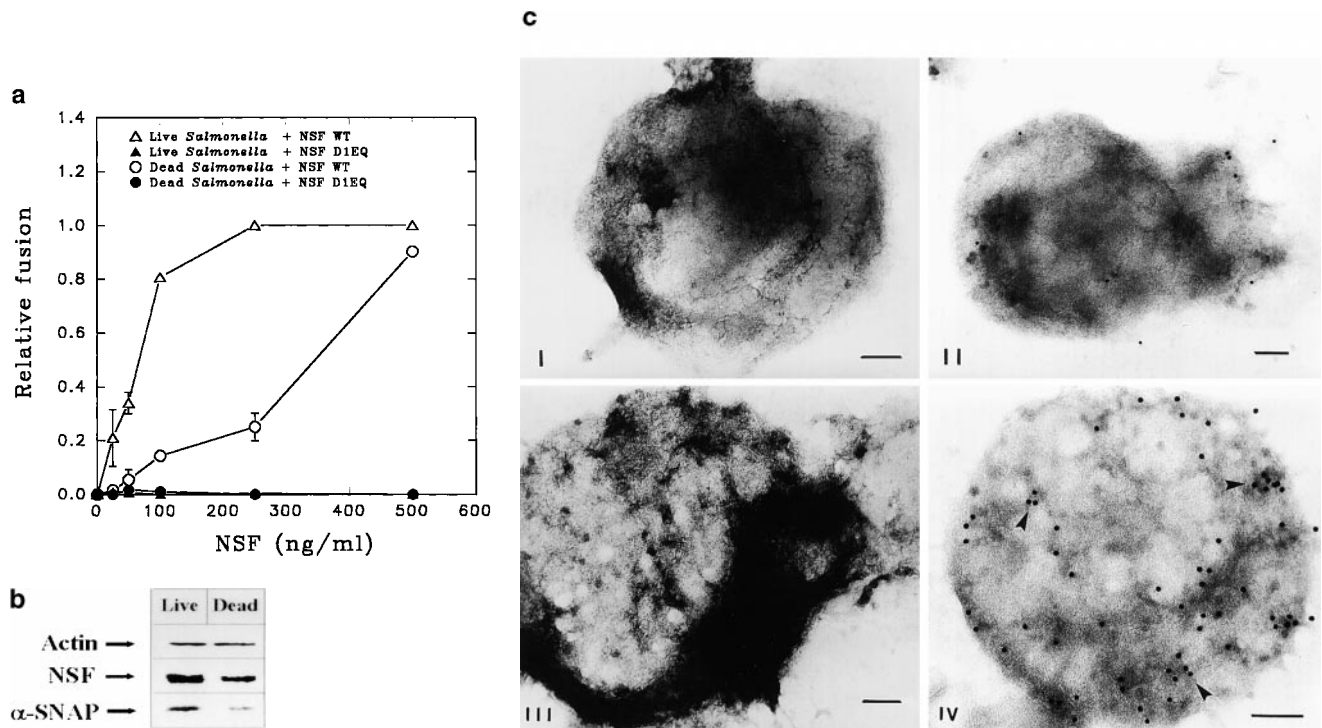 a
1.4
1.2
1.0
0.8
0.6
0.4
0.2
0.0
Relative fusion
△ Live Salmonella + NSF WT
▲ Live Salmonella + NSF D1EQ
○ Dead Salmonella + NSF WT
● Dead Salmonella + NSF D1EQ
0 100 200 300 400 500 600
NSF (ng/ml)
b
Live Dead
Actin
NSF
α-SNAP
c
I
II
III
IV